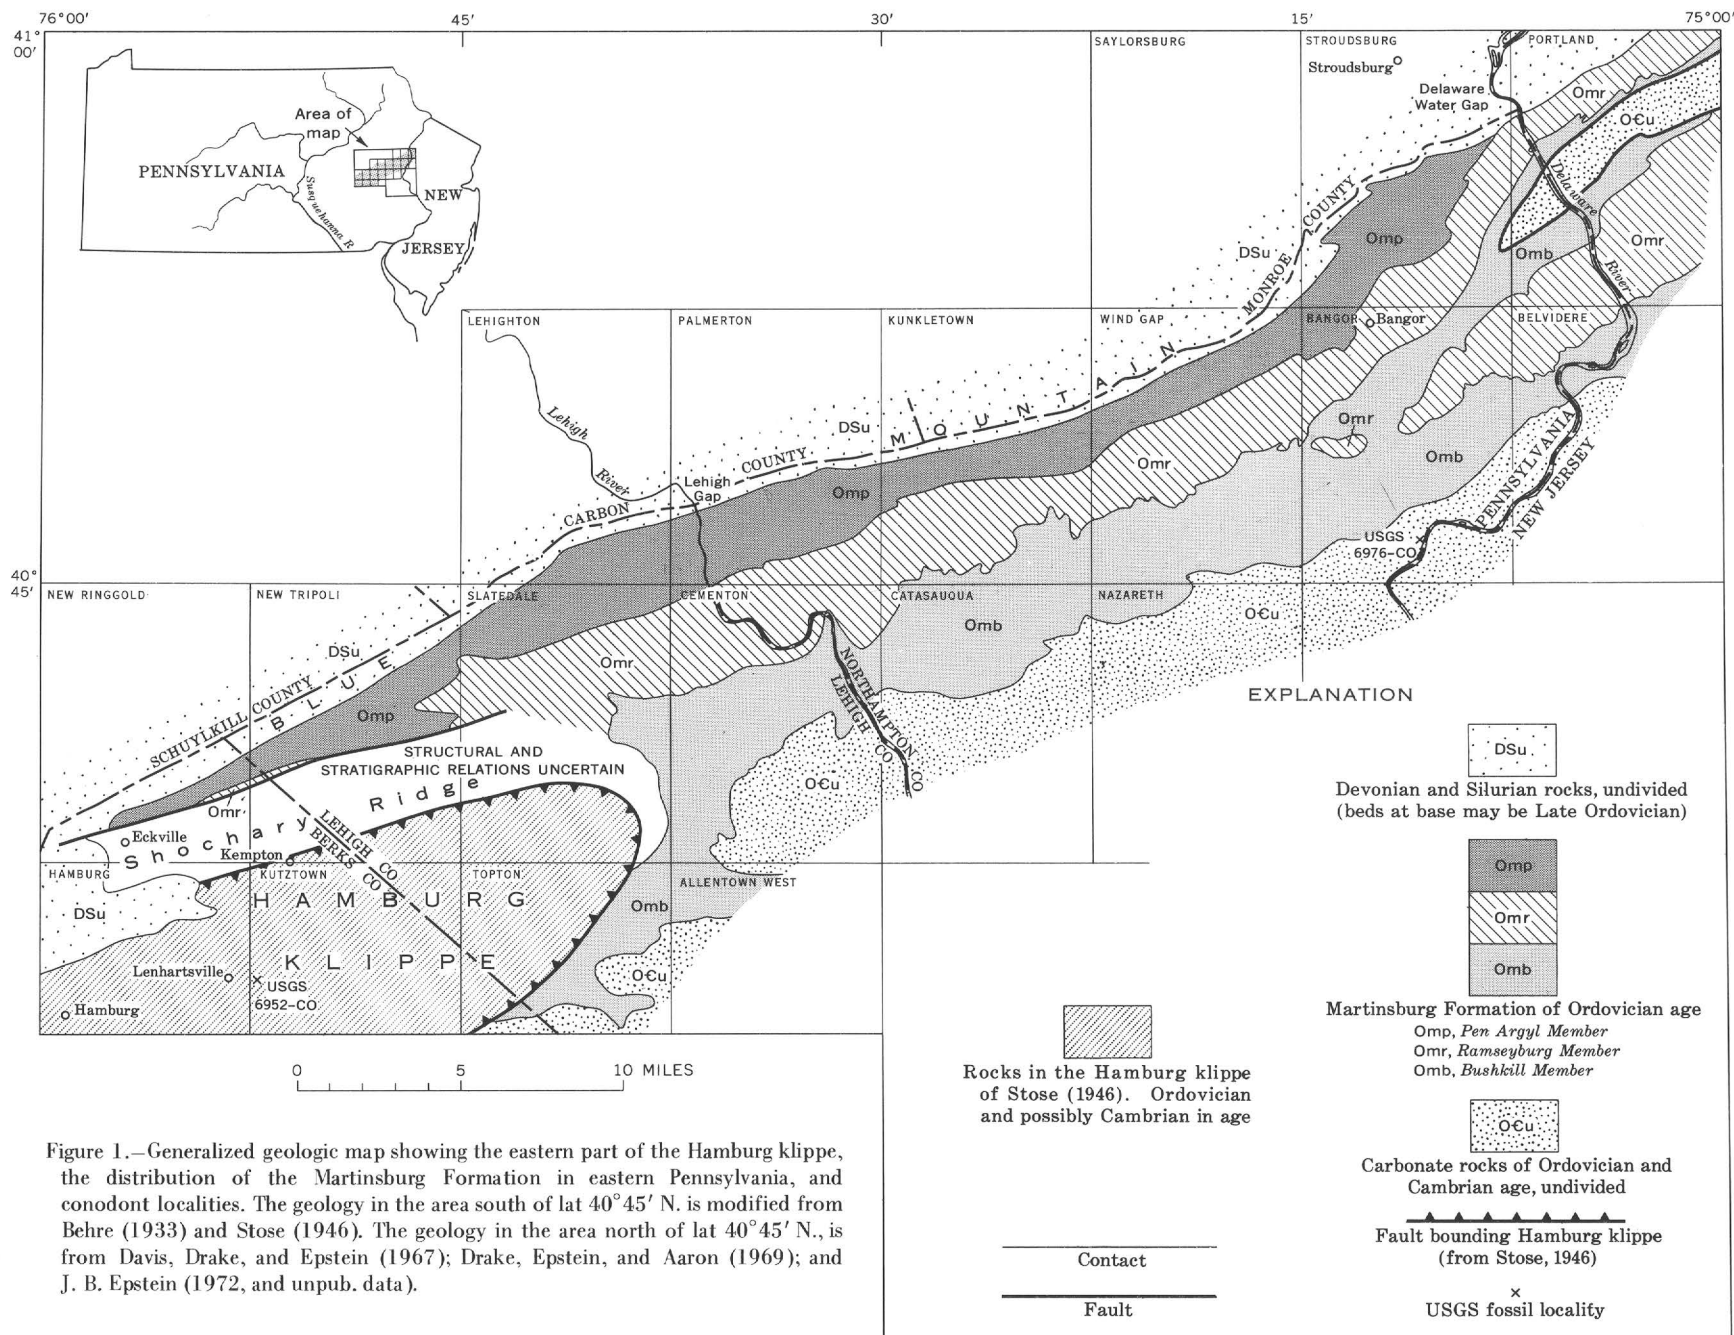 76°00′
45′
30′
15′
75°00′
41°
00′
SAYLORSBURG
STROUDSBURG
PORTLAND
Stroudsburg
Delaware
Water Gap
Omr
OЄu
Area of
map
PENNSYLVANIA
NEW
JERSEY
Susquehanna R
Delaware
River
Omp
DSu
Omb
Omr
MONROE COUNTY
LEHIGHTON
PALMERTON
KUNKLETOWN
WIND GAP
BANGOR
Bangor
BELVIDERE
Lehigh
River
Lehigh
Gap
CARBON COUNTY
DSu
BLUE MOUNTAIN
Omp
Omr
Omr
Omb
PENNSYLVANIA
NEW JERSEY
USGS
6976-CO
40°
45′
NEW RINGGOLD
NEW TRIPOLI
SLATEDALE
CEMENTON
CATASAUQUA
NAZARETH
OЄu
Omb
DSu
Omr
SCHUYLKILL COUNTY
NORTHAMPTON CO
LEHIGH CO
Omp
STRUCTURAL AND
STRATIGRAPHIC RELATIONS UNCERTAIN
OЄu
Omr
Shochary Ridge
Eckville
Kempton
LEHIGH CO
BERKS CO
HAMBURG
KUTZTOWN
TOPTON
ALLENTOWN WEST
HAMBURG
KLIPPE
DSu
Omb
OЄu
Lenhartsville
USGS
6952-CO
Hamburg
0 5 10 MILES
EXPLANATION
DSu
Devonian and Silurian rocks, undivided
(beds at base may be Late Ordovician)
Omp
Omr
Omb
Martinsburg Formation of Ordovician age
Omp, Pen Argyl Member
Omr, Ramseyburg Member
Omb, Bushkill Member
Rocks in the Hamburg klippe
of Stose (1946). Ordovician
and possibly Cambrian in age
OЄu
Carbonate rocks of Ordovician and
Cambrian age, undivided
Fault bounding Hamburg klippe
(from Stose, 1946)
Contact
Fault
×
USGS fossil locality
Figure 1.—Generalized geologic map showing the eastern part of the Hamburg klippe,
the distribution of the Martinsburg Formation in eastern Pennsylvania, and
conodont localities. The geology in the area south of lat 40°45′ N. is modified from
Behre (1933) and Stose (1946). The geology in the area north of lat 40°45′ N., is
from Davis, Drake, and Epstein (1967); Drake, Epstein, and Aaron (1969); and
J. B. Epstein (1972, and unpub. data).